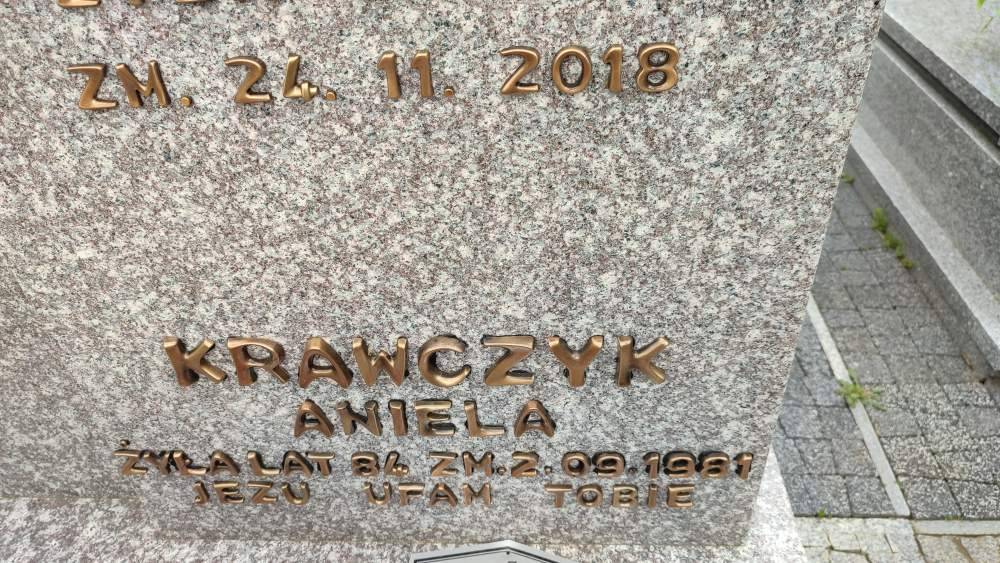 ZM. 24. 11. 2018
KRAWCZYK
ANIELA
ŻYŁA LAT 84. ZM. 2. 09. 1981
JEZU UFAM TOBIE